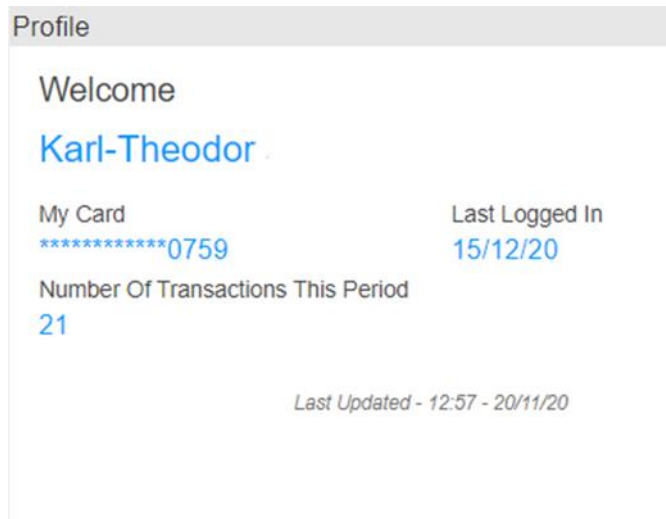 Profile
Welcome
Karl-Theodor
My Card
Last Logged In
************0759
15/12/20
Number Of Transactions This Period
21
Last Updated - 12:57 - 20/11/20